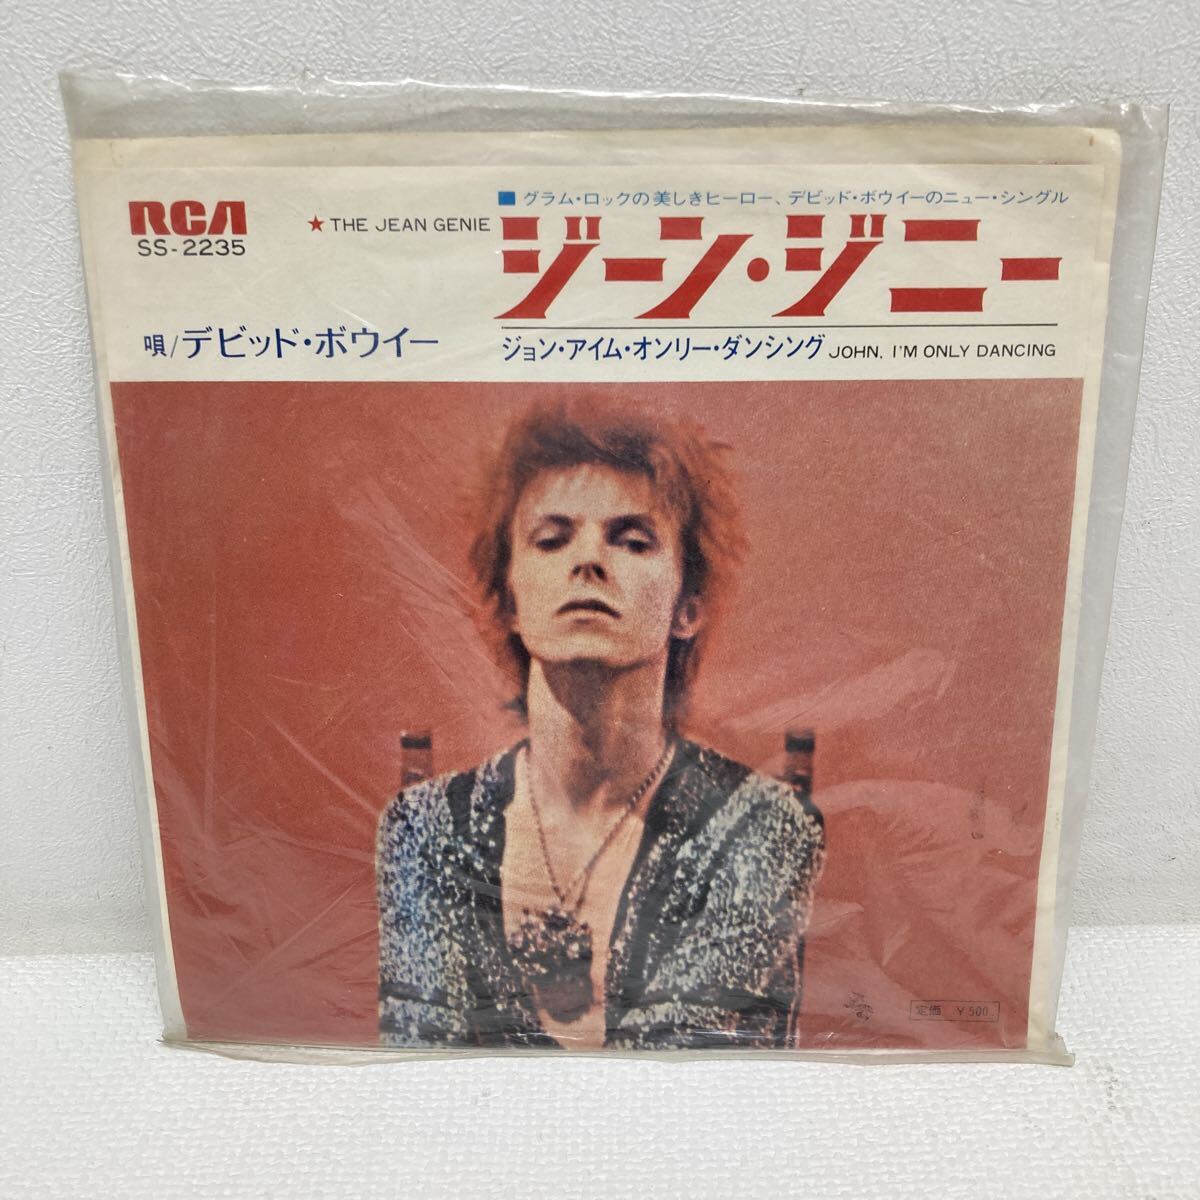 RCA
SS-2235
★ THE JEAN GENIE
■ グラム・ロックの美しきヒーロー、デビッド・ボウイーのニュー・シングル
ジーン・ジニー
唄/デビッド・ボウイー
ジョン・アイム・オンリー・ダンシング JOHN, I'M ONLY DANCING
定価 ¥500